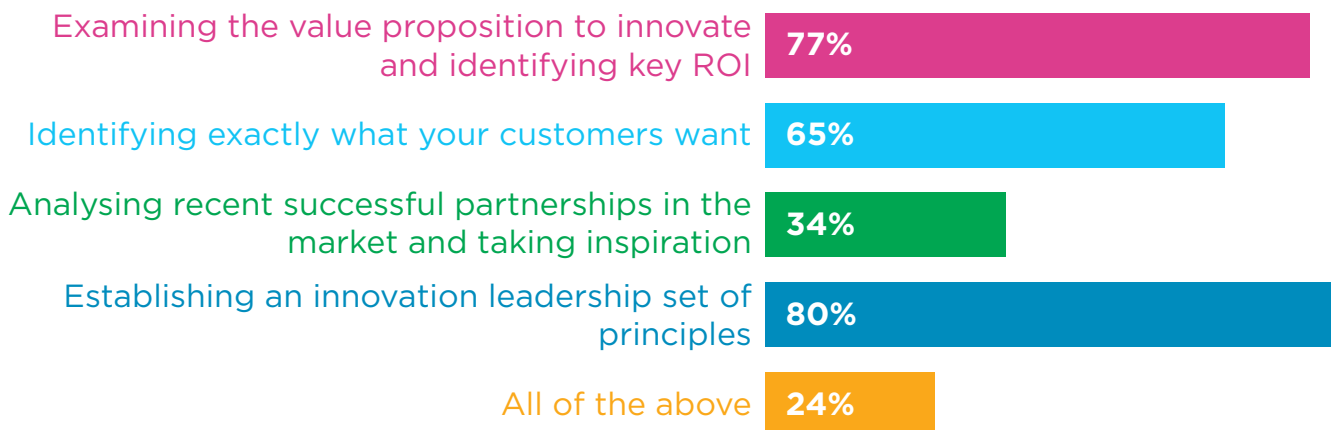 Examining the value proposition to innovate
and identifying key ROI
77%
Identifying exactly what your customers want
65%
Analysing recent successful partnerships in the
market and taking inspiration
34%
Establishing an innovation leadership set of
principles
80%
All of the above
24%